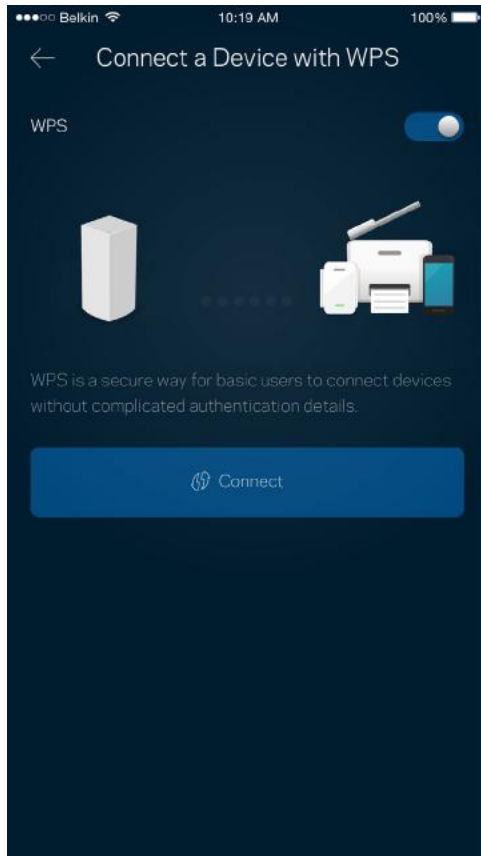 Belkin 10:19 AM 100%
Connect a Device with WPS
WPS
WPS is a secure way for basic users to connect devices
without complicated authentication details.
Connect